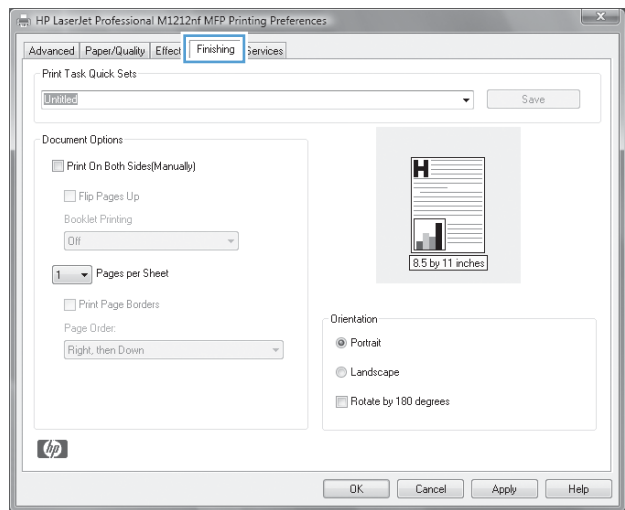 HP LaserJet Professional M1212nf MFP Printing Preferences
Advanced Paper/Quality Effect Finishing Services
Print Task Quick Sets
Untitled
Save
Document Options
Print On Both Sides(Manually)
Flip Pages Up
Booklet Printing
Off
1 Pages per Sheet
Print Page Borders
Page Order:
Right, then Down
H
8.5 by 11 inches
Orientation
Portrait
Landscape
Rotate by 180 degrees
hp
OK Cancel Apply Help